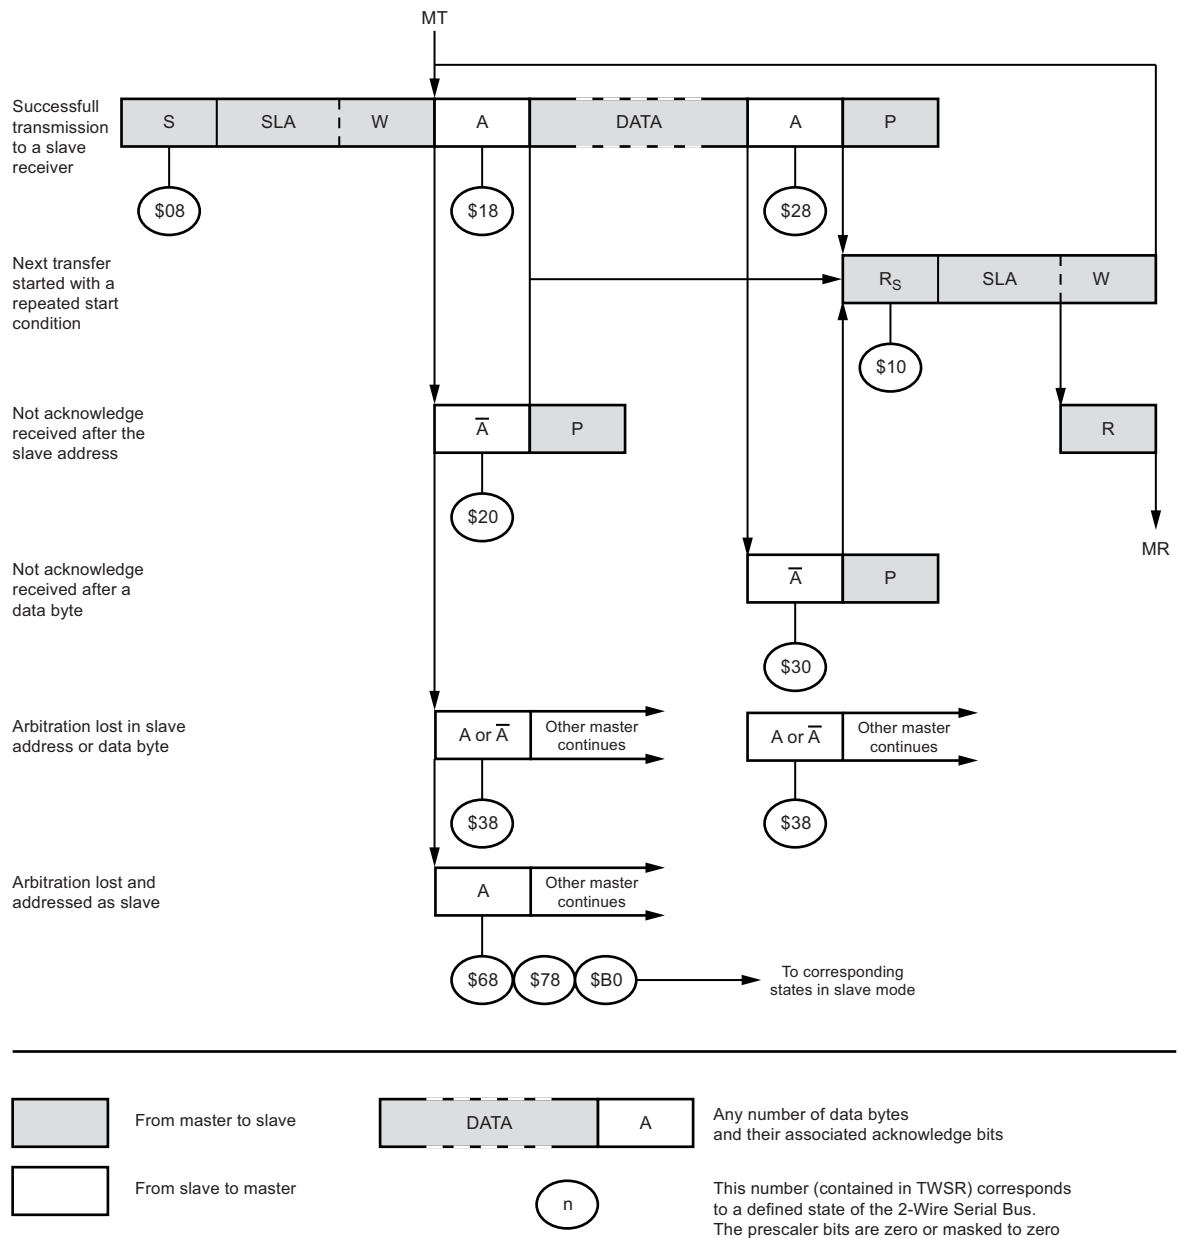 MT
Successfull
transmission
to a slave
receiver
S SLA W A DATA A P
$08 $18 $28
Next transfer
started with a
repeated start
condition
RS SLA W
$10
Not acknowledge
received after the
slave address
A̅ P
R
$20
MR
Not acknowledge
received after a
data byte
A̅ P
$30
Arbitration lost in slave
address or data byte
A or A̅
Other master
continues
A or A̅
Other master
continues
$38 $38
Arbitration lost and
addressed as slave
A
Other master
continues
$68 $78 $B0
To corresponding
states in slave mode
From master to slave
DATA A
Any number of data bytes
and their associated acknowledge bits
From slave to master
n
This number (contained in TWSR) corresponds
to a defined state of the 2-Wire Serial Bus.
The prescaler bits are zero or masked to zero